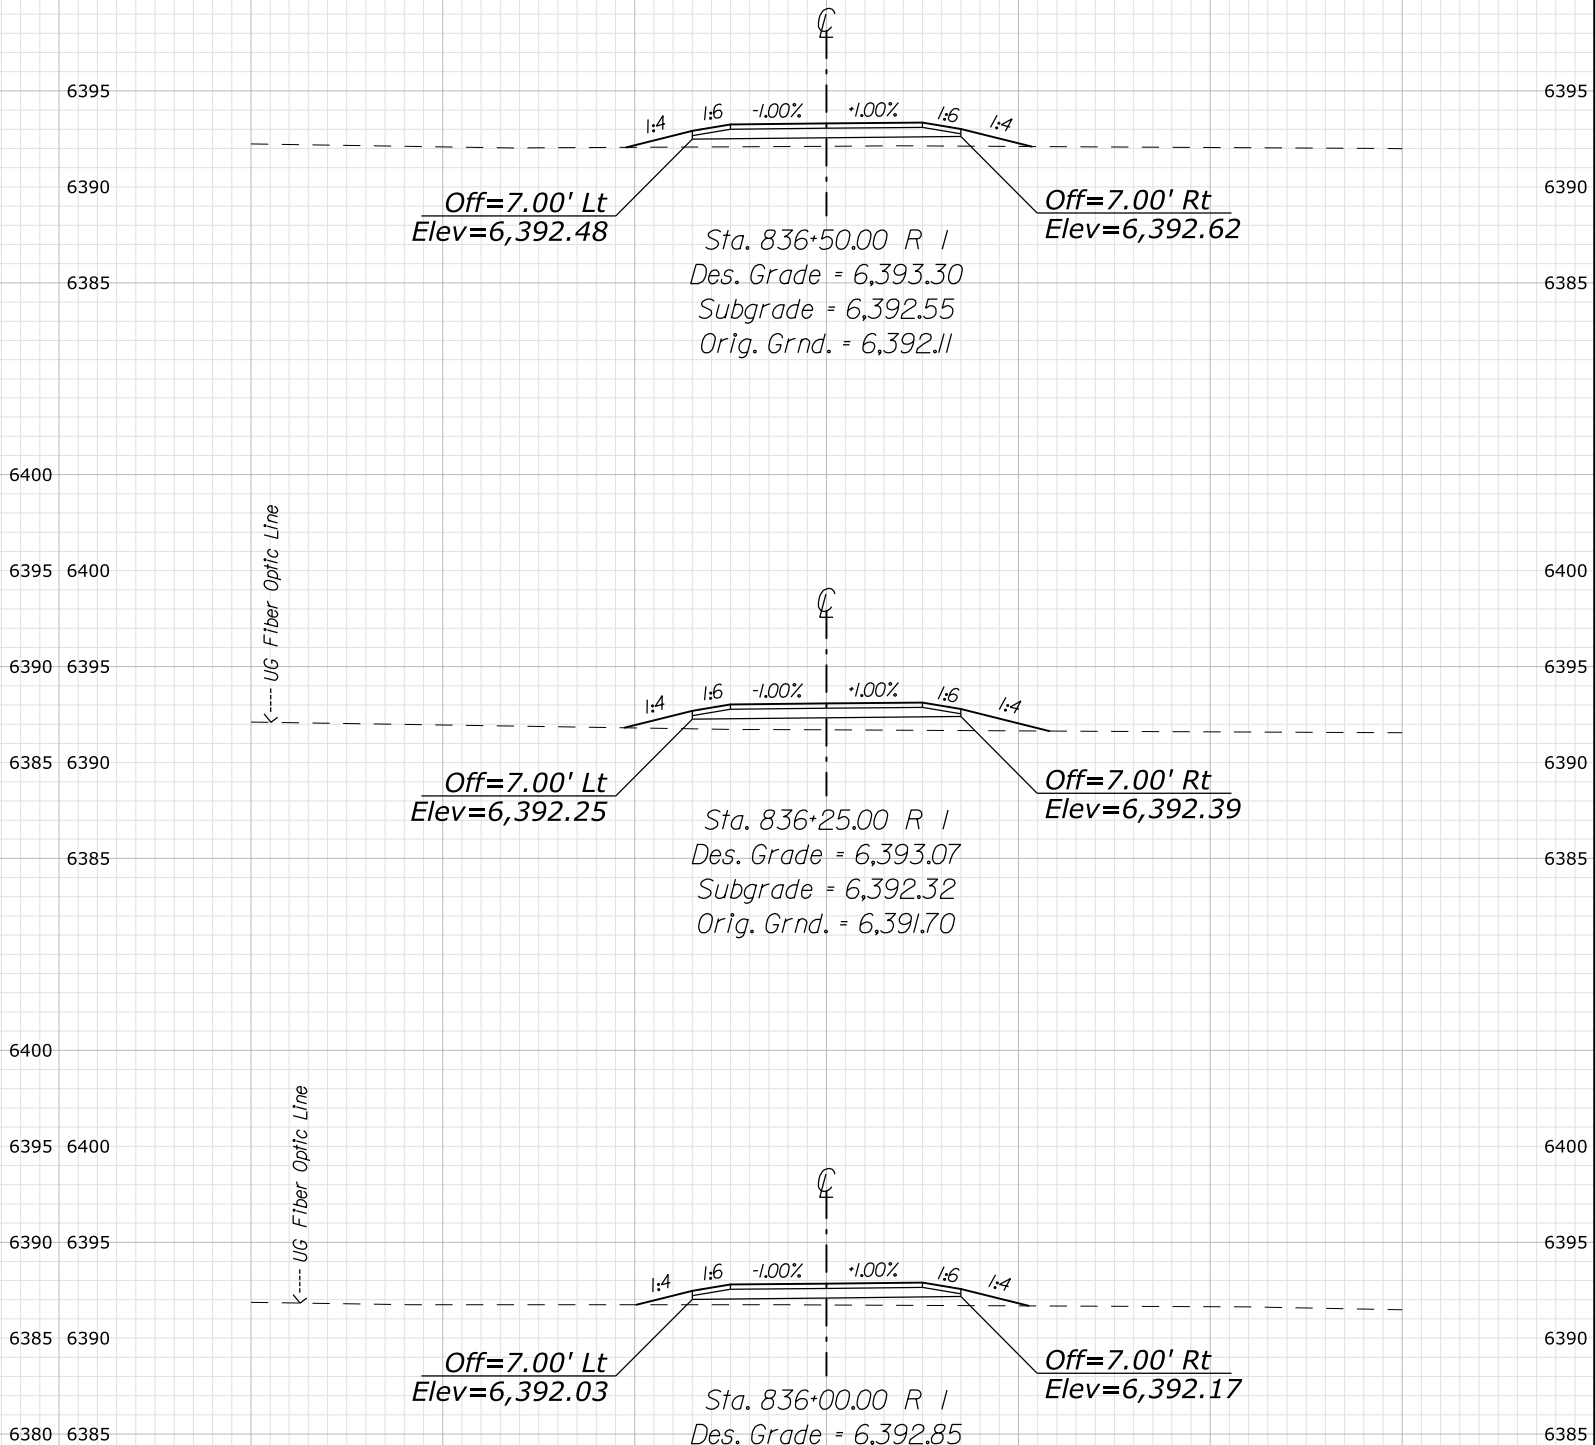 ℄
6395 6395
1:4 1:6 -1.00% +1.00% 1:6 1:4
6390 6390
Off=7.00' Lt
Elev=6,392.48
Off=7.00' Rt
Elev=6,392.62
Sta. 836+50.00 R 1
Des. Grade = 6,393.30
6385 6385
Subgrade = 6,392.55
Orig. Grnd. = 6,392.11
6400
UG Fiber Optic Line
6395 6400 6400
℄
6390 6395 6395
1:4 1:6 -1.00% +1.00% 1:6 1:4
6385 6390 6390
Off=7.00' Lt
Elev=6,392.25
Off=7.00' Rt
Elev=6,392.39
Sta. 836+25.00 R 1
Des. Grade = 6,393.07
6385 6385
Subgrade = 6,392.32
Orig. Grnd. = 6,391.70
6400
UG Fiber Optic Line
6395 6400 6400
℄
6390 6395 6395
1:4 1:6 -1.00% +1.00% 1:6 1:4
6385 6390 6390
Off=7.00' Lt
Elev=6,392.03
Off=7.00' Rt
Elev=6,392.17
Sta. 836+00.00 R 1
Des. Grade = 6,392.85
6380 6385 6385